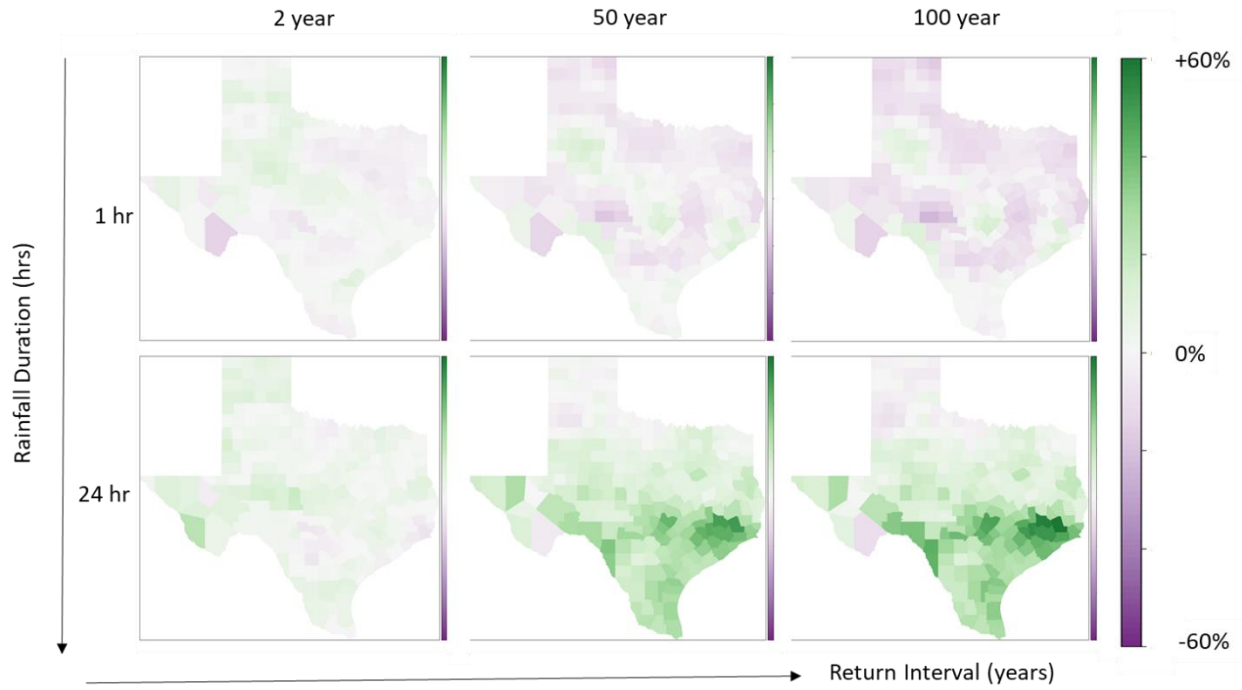 2 year
50 year
100 year
+60%
1 hr
0%
Rainfall Duration (hrs)
24 hr
-60%
Return Interval (years)